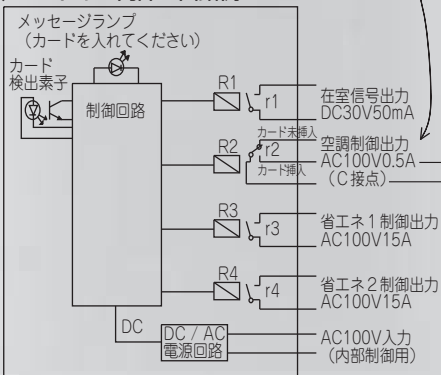 メッセージランプ
（カードを入れてください）
カード
検出素子
制御回路
R1
r1
在室信号出力
DC30V50mA
カード未挿入
R2
r2
カード挿入
空調制御出力
AC100V0.5A
（C接点）
R3
r3
省エネ1制御出力
AC100V15A
R4
r4
省エネ2制御出力
AC100V15A
DC
DC / AC
電源回路
AC100V入力
（内部制御用）